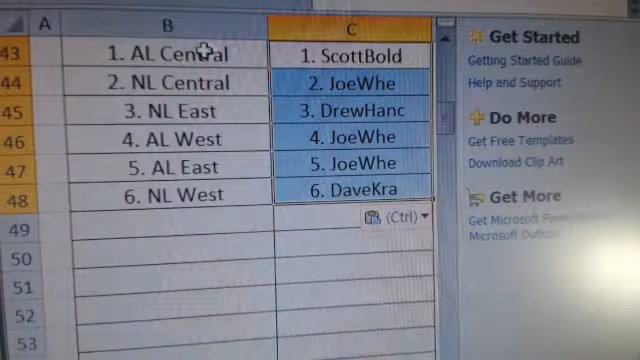 A B C
43 1. AL Central 1. ScottBold
44 2. NL Central 2. JoeWhe
45 3. NL East 3. DrewHanc
46 4. AL West 4. JoeWhe
47 5. AL East 5. JoeWhe
48 6. NL West 6. DaveKra
49 (Ctrl)
50
51
52
53
Get Started
Getting Started Guide
Help and Support
Do More
Get Free Templates
Download Clip Art
Get More
Get Microsoft
Microsoft